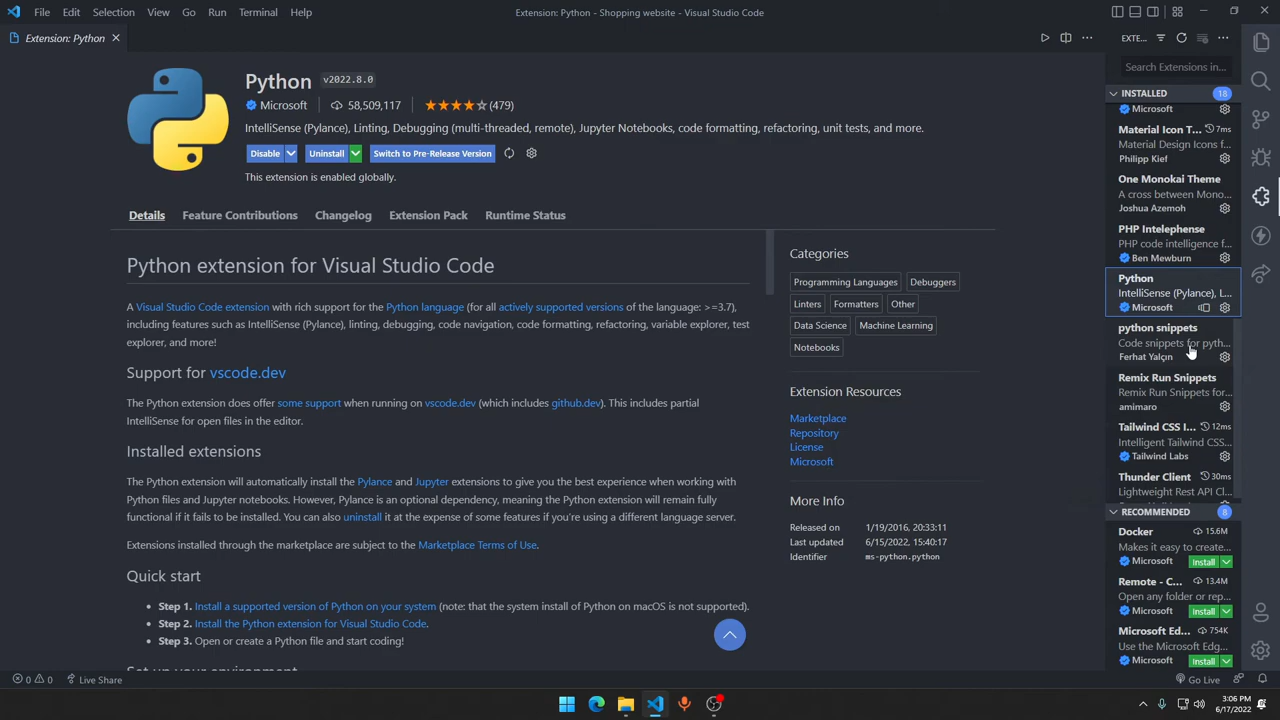 File Edit Selection View Go Run Terminal Help
Extension: Python - Shopping website - Visual Studio Code
Extension: Python
Python v2022.8.0
Microsoft 58,509,117 (479)
IntelliSense (Pylance), Linting, Debugging (multi-threaded, remote), Jupyter Notebooks, code formatting, refactoring, unit tests, and more.
Disable Uninstall Switch to Pre-Release Version
This extension is enabled globally.
Details Feature Contributions Changelog Extension Pack Runtime Status
Python extension for Visual Studio Code
A Visual Studio Code extension with rich support for the Python language (for all actively supported versions of the language: >=3.7),
including features such as IntelliSense (Pylance), linting, debugging, code navigation, code formatting, refactoring, variable explorer, test
explorer, and more!
Support for vscode.dev
The Python extension does offer some support when running on vscode.dev (which includes github.dev). This includes partial
IntelliSense for open files in the editor.
Installed extensions
The Python extension will automatically install the Pylance and Jupyter extensions to give you the best experience when working with
Python files and Jupyter notebooks. However, Pylance is an optional dependency, meaning the Python extension will remain fully
functional if it fails to be installed. You can also uninstall it at the expense of some features if you're using a different language server.
Extensions installed through the marketplace are subject to the Marketplace Terms of Use.
Quick start
• Step 1. Install a supported version of Python on your system (note: that the system install of Python on macOS is not supported).
• Step 2. Install the Python extension for Visual Studio Code.
• Step 3. Open or create a Python file and start coding!
Set up your environment
Categories
Programming Languages Debuggers
Linters Formatters Other
Data Science Machine Learning
Notebooks
Extension Resources
Marketplace
Repository
License
Microsoft
More Info
Released on 1/19/2016, 20:33:11
Last updated 6/15/2022, 15:40:17
Identifier ms-python.python
EXTE...
Search Extensions in...
INSTALLED 18
Microsoft
Material Icon T... 7ms
Material Design Icons f...
Philipp Kief
One Monokai Theme
A cross between Mono...
Joshua Azemoh
PHP Intelephense
PHP code intelligence f...
Ben Mewburn
Python
IntelliSense (Pylance), L...
Microsoft
python snippets
Code snippets for pyth...
Ferhat Yalçın
Remix Run Snippets
Remix Run Snippets for...
amimaro
Tailwind CSS I... 12ms
Intelligent Tailwind CSS...
Tailwind Labs
Thunder Client 30ms
Lightweight Rest API Cl...
RECOMMENDED 8
Docker 15.6M
Makes it easy to create...
Microsoft Install
Remote - C... 13.4M
Open any folder or rep...
Microsoft Install
Microsoft Ed... 754K
Use the Microsoft Edg...
Microsoft Install
0 0 Live Share
Go Live
3:06 PM
6/17/2022